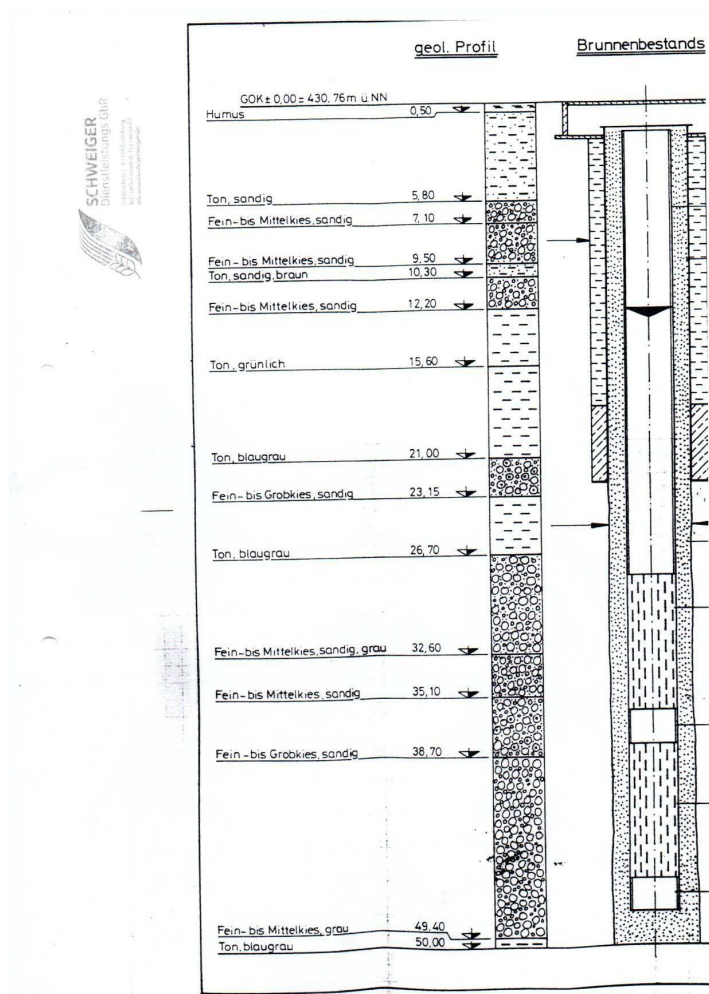 geol. Profil
Brunnenbestands
SCHWEIGER
Dienstleistungs GbR
GOK ± 0,00 = 430,76m ü NN
Humus 0,50
Ton, sandig 5,80
Fein-bis Mittelkies, sandig 7,10
Fein-bis Mittelkies, sandig 9,50
Ton, sandig, braun 10,30
Fein-bis Mittelkies, sandig 12,20
Ton, grünlich 15,60
Ton, blaugrau 21,00
Fein-bis Grobkies, sandig 23,15
Ton, blaugrau 26,70
Fein-bis Mittelkies, sandig, grau 32,60
Fein-bis Mittelkies, sandig 35,10
Fein-bis Grobkies, sandig 38,70
Fein-bis Mittelkies, grau 49,40
Ton, blaugrau 50,00